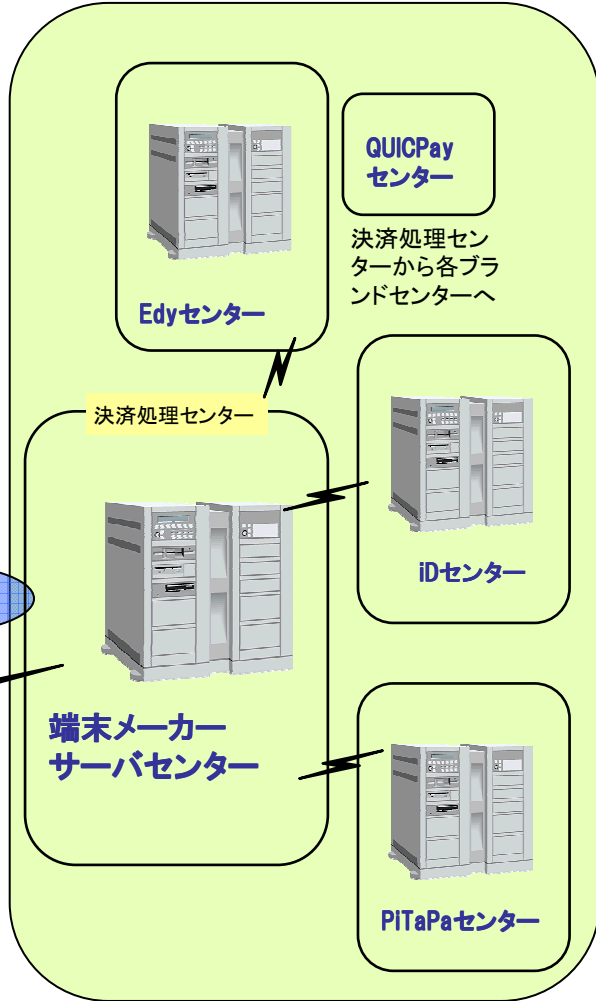 QUICPay
センター
決済処理セン
ターから各ブラ
ンドセンターへ
Edyセンター
決済処理センター
iDセンター
端末メーカー
サーバセンター
PiTaPaセンター